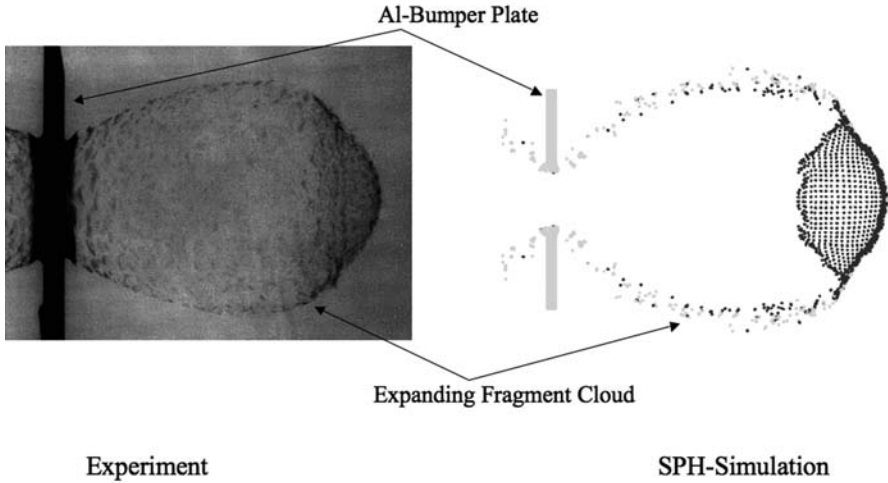 Al-Bumper Plate
Expanding Fragment Cloud
Experiment
SPH-Simulation